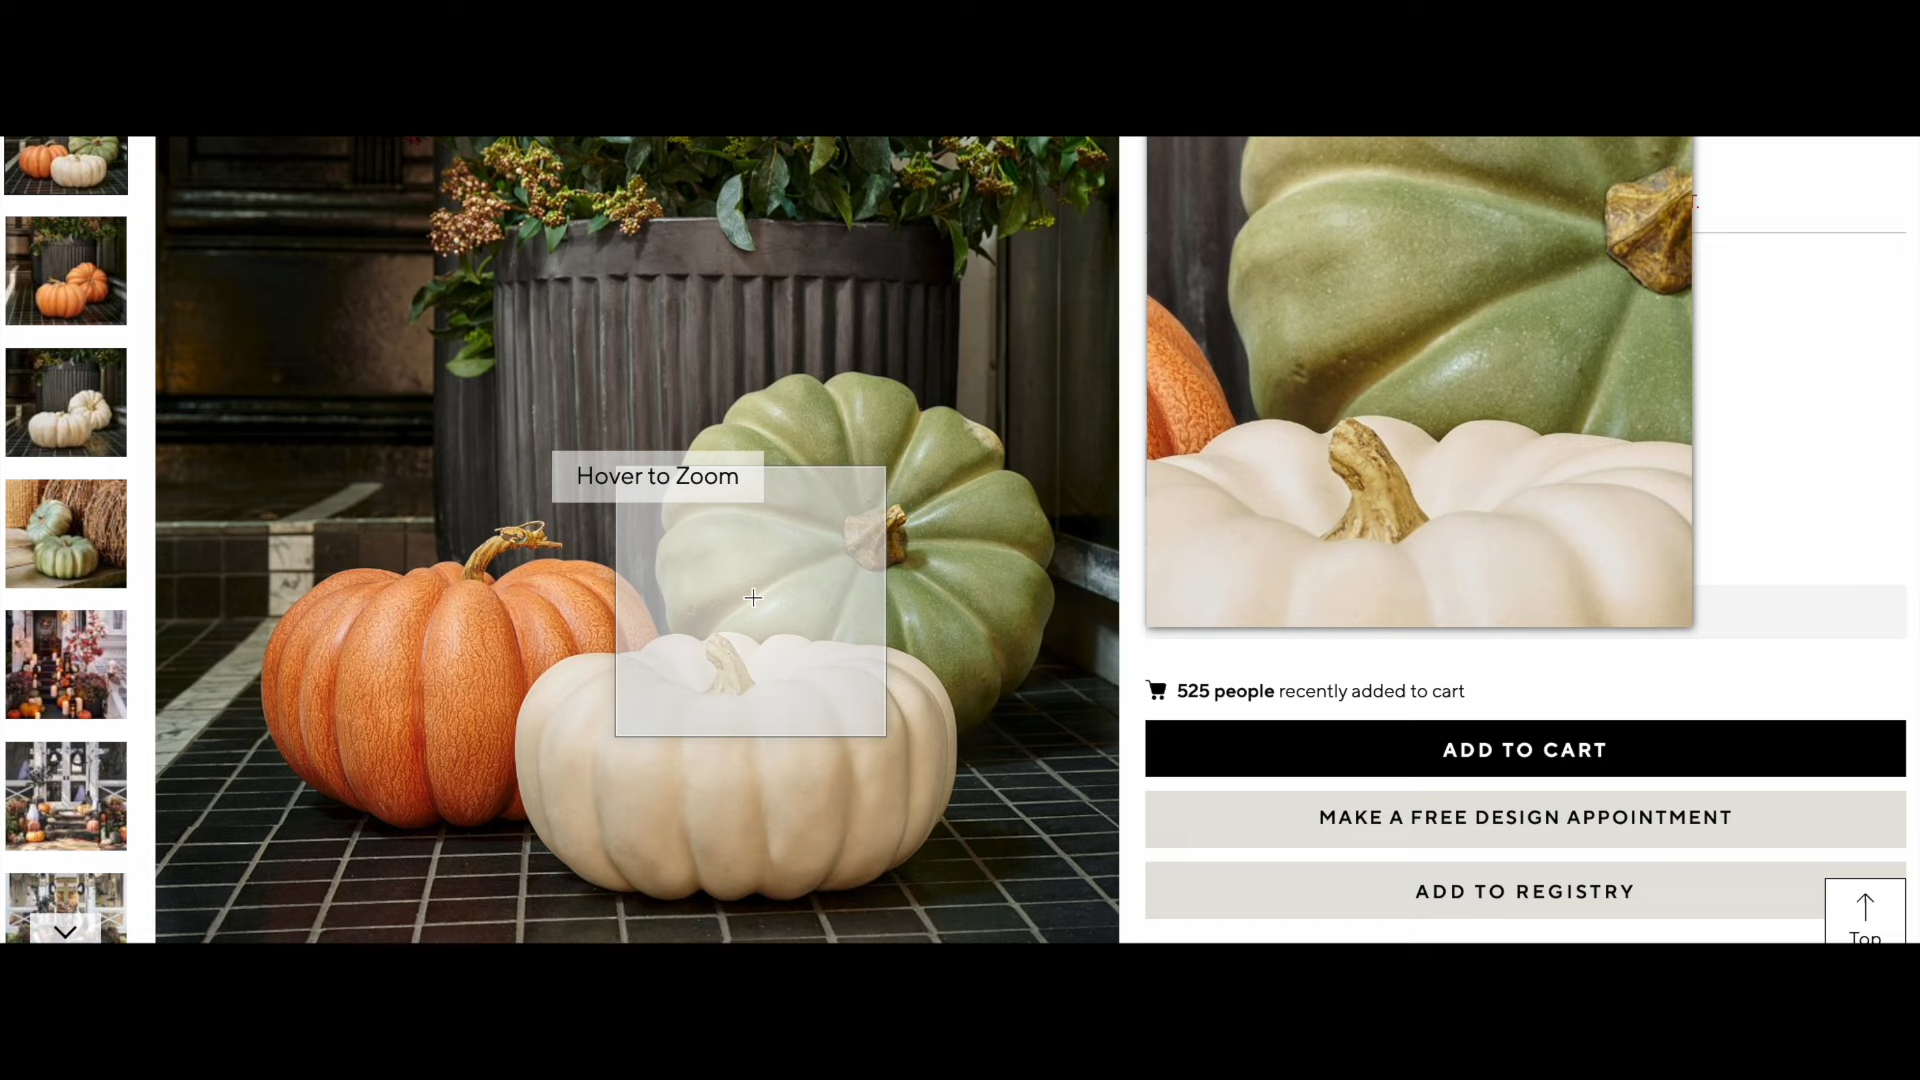 Hover to Zoom
525 people recently added to cart
ADD TO CART
MAKE A FREE DESIGN APPOINTMENT
ADD TO REGISTRY
Top